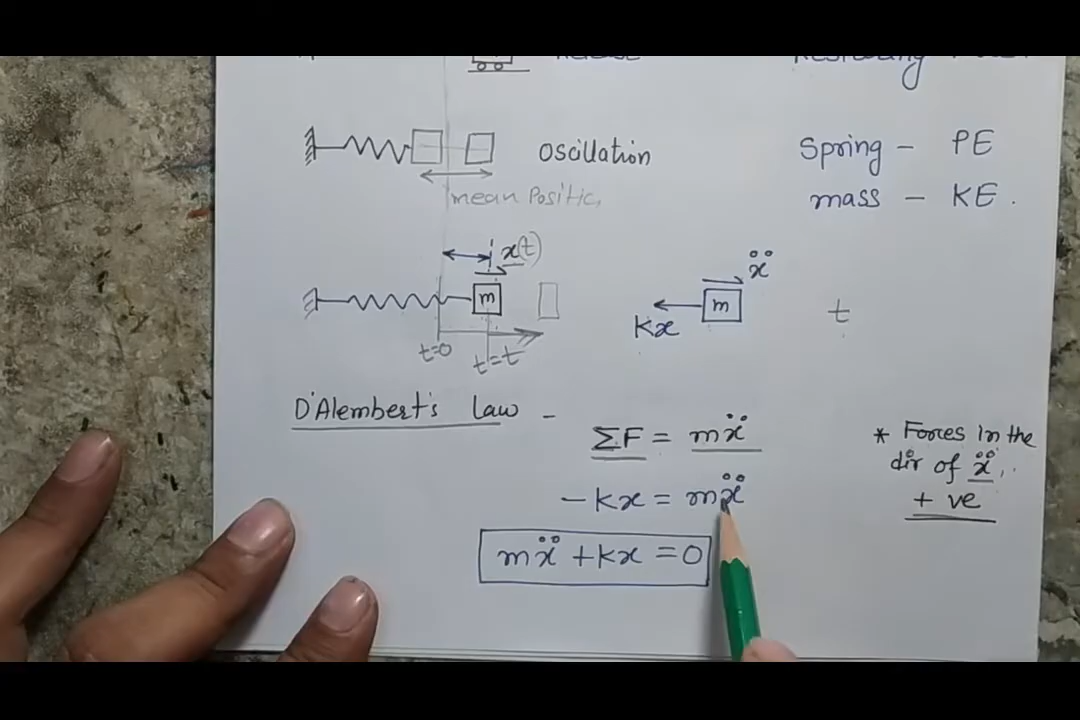 oscillation
Spring – PE
mean Positic,
mass – KE.
x(t)
ẍ
m
m
Kx
t
t=0
t=t
D'Alembert's Law –
ΣF = mẍ
* Forces in the
dir of ẍ,.
+ ve
– Kx = mẍ
mẍ + Kx = 0